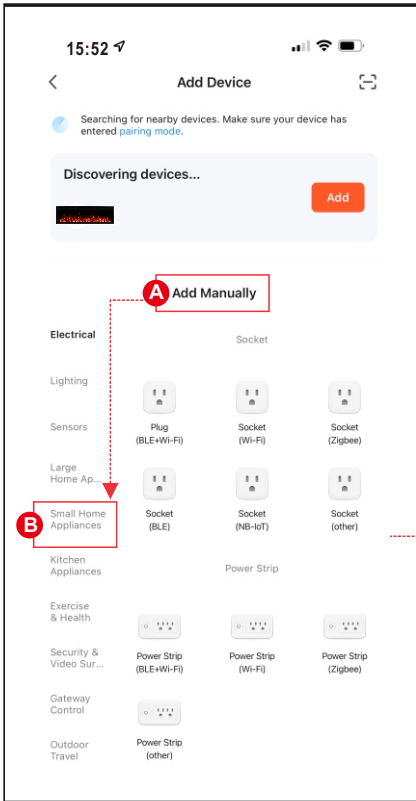 15:52
Add Device
Searching for nearby devices. Make sure your device has
entered pairing mode.
Discovering devices...
Add
A
Add Manually
Electrical
Lighting
Sensors
Large
Home Ap...
B
Small Home
Appliances
Kitchen
Appliances
Exercise
& Health
Security &
Video Sur...
Gateway
Control
Outdoor
Travel
Socket
Plug
(BLE+Wi-Fi)
Socket
(Wi-Fi)
Socket
(Zigbee)
Socket
(BLE)
Socket
(NB-IoT)
Socket
(other)
Power Strip
Power Strip
(BLE+Wi-Fi)
Power Strip
(Wi-Fi)
Power Strip
(Zigbee)
Power Strip
(other)